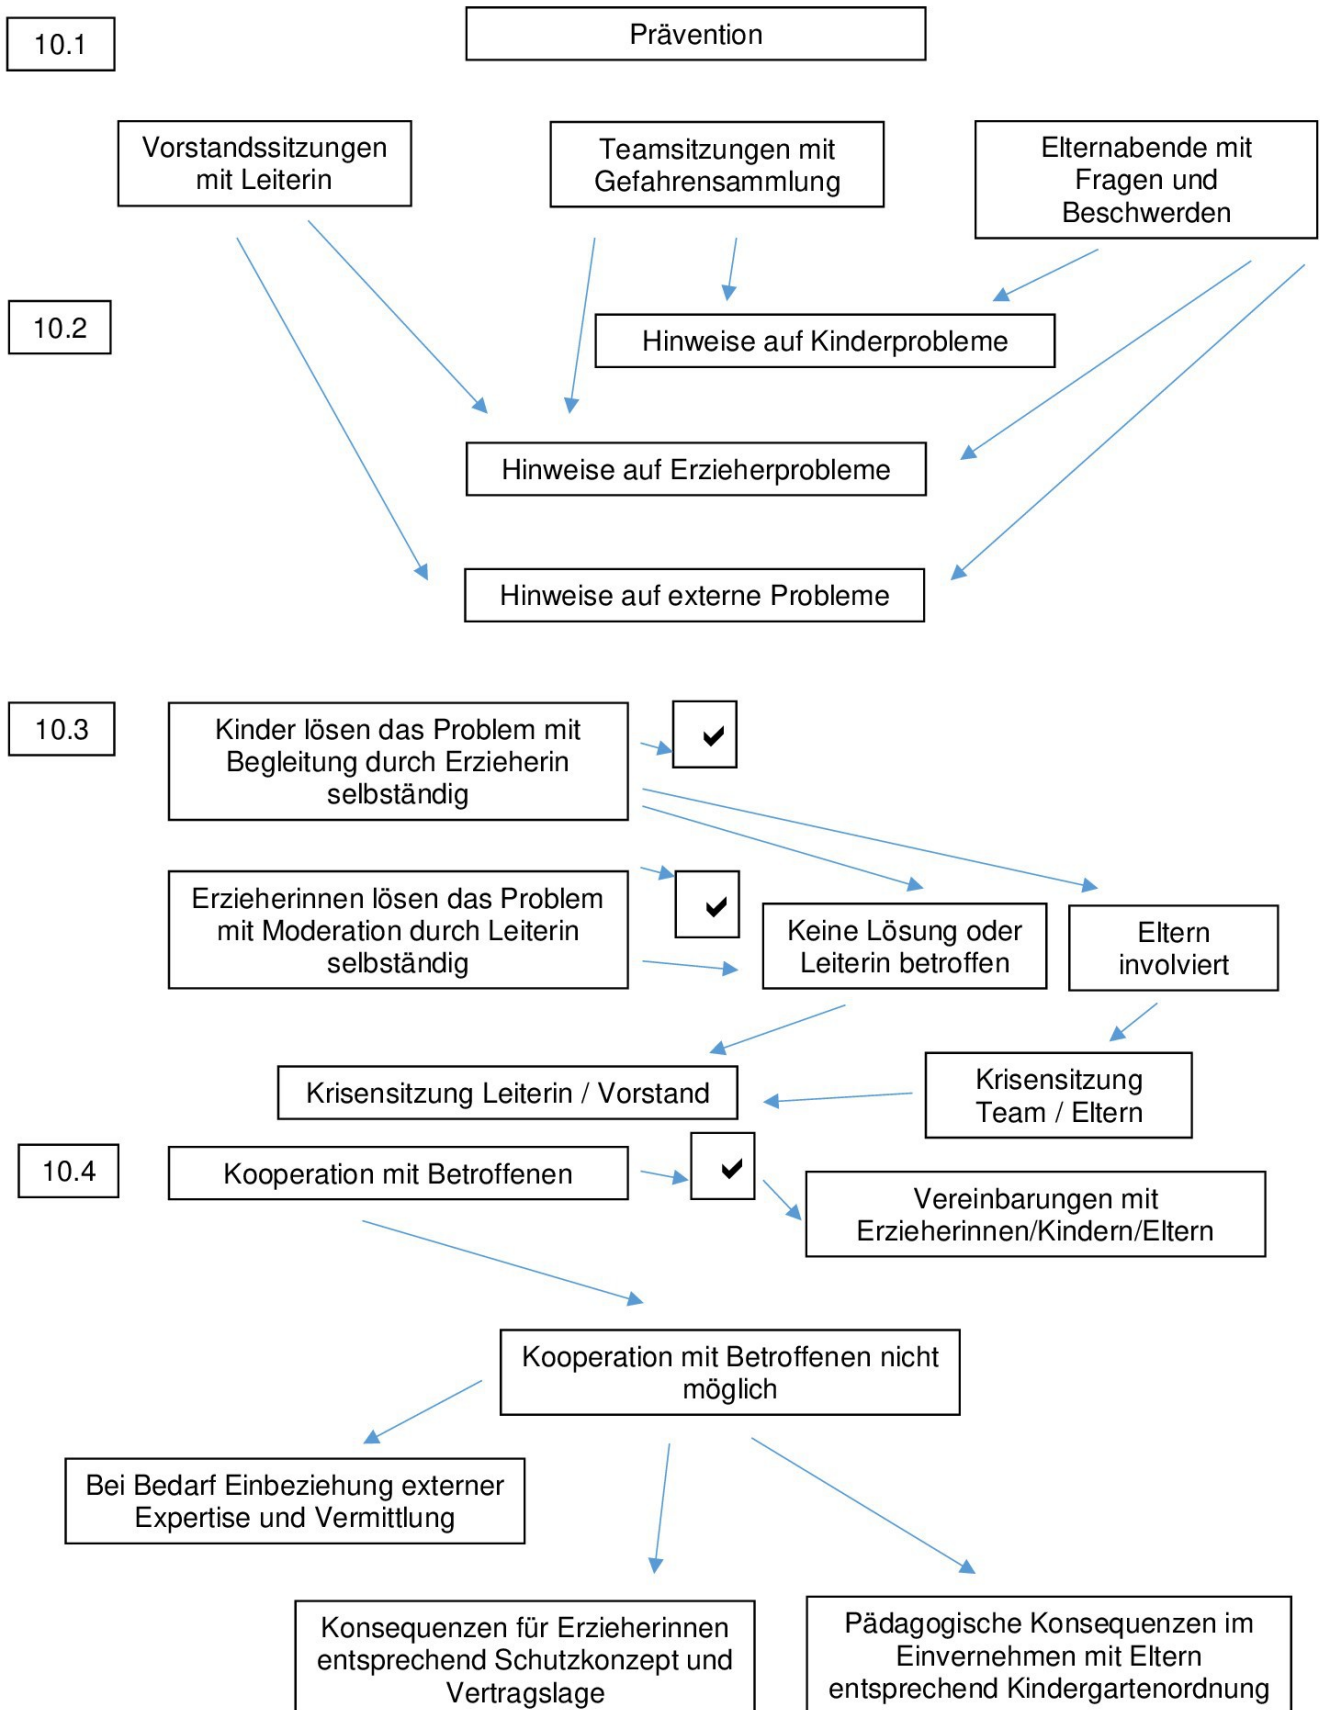 10.1
Prävention
Vorstandssitzungen
mit Leiterin
Teamsitzungen mit
Gefahrensammlung
Elternabende mit
Fragen und
Beschwerden
10.2
Hinweise auf Kinderprobleme
Hinweise auf Erzieherprobleme
Hinweise auf externe Probleme
10.3
Kinder lösen das Problem mit
Begleitung durch Erzieherin
selbständig
✔
Erzieherinnen lösen das Problem
mit Moderation durch Leiterin
selbständig
✔
Keine Lösung oder
Leiterin betroffen
Eltern
involviert
Krisensitzung Leiterin / Vorstand
Krisensitzung
Team / Eltern
10.4
Kooperation mit Betroffenen
✔
Vereinbarungen mit
Erzieherinnen/Kindern/Eltern
Kooperation mit Betroffenen nicht
möglich
Bei Bedarf Einbeziehung externer
Expertise und Vermittlung
Konsequenzen für Erzieherinnen
entsprechend Schutzkonzept und
Vertragslage
Pädagogische Konsequenzen im
Einvernehmen mit Eltern
entsprechend Kindergartenordnung